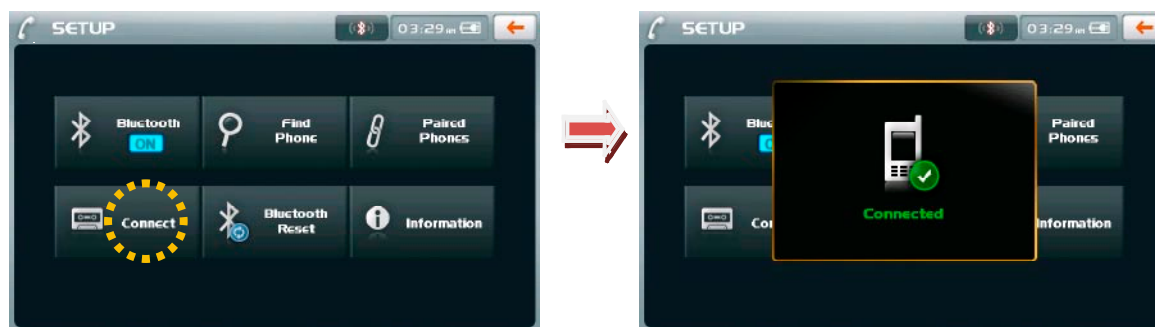 SETUP
03:29
Bluetooth
ON
Find
Phone
Paired
Phones
Connect
Bluetooth
Reset
Information
SETUP
03:29
Paired
Phones
Connected
Information